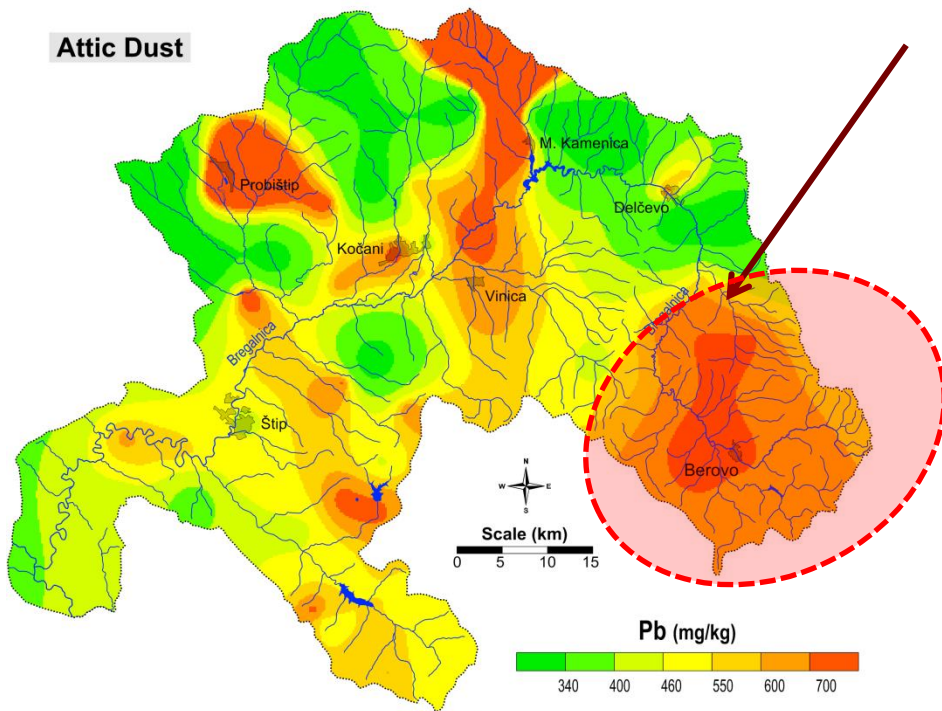 Attic Dust
M. Kamenica
Probištip
Delčevo
Kočani
Vinica
Bregalnica
Bregalnica
Štip
Berovo
N
W E
S
Scale (km)
0 5 10 15
Pb (mg/kg)
340 400 460 550 600 700